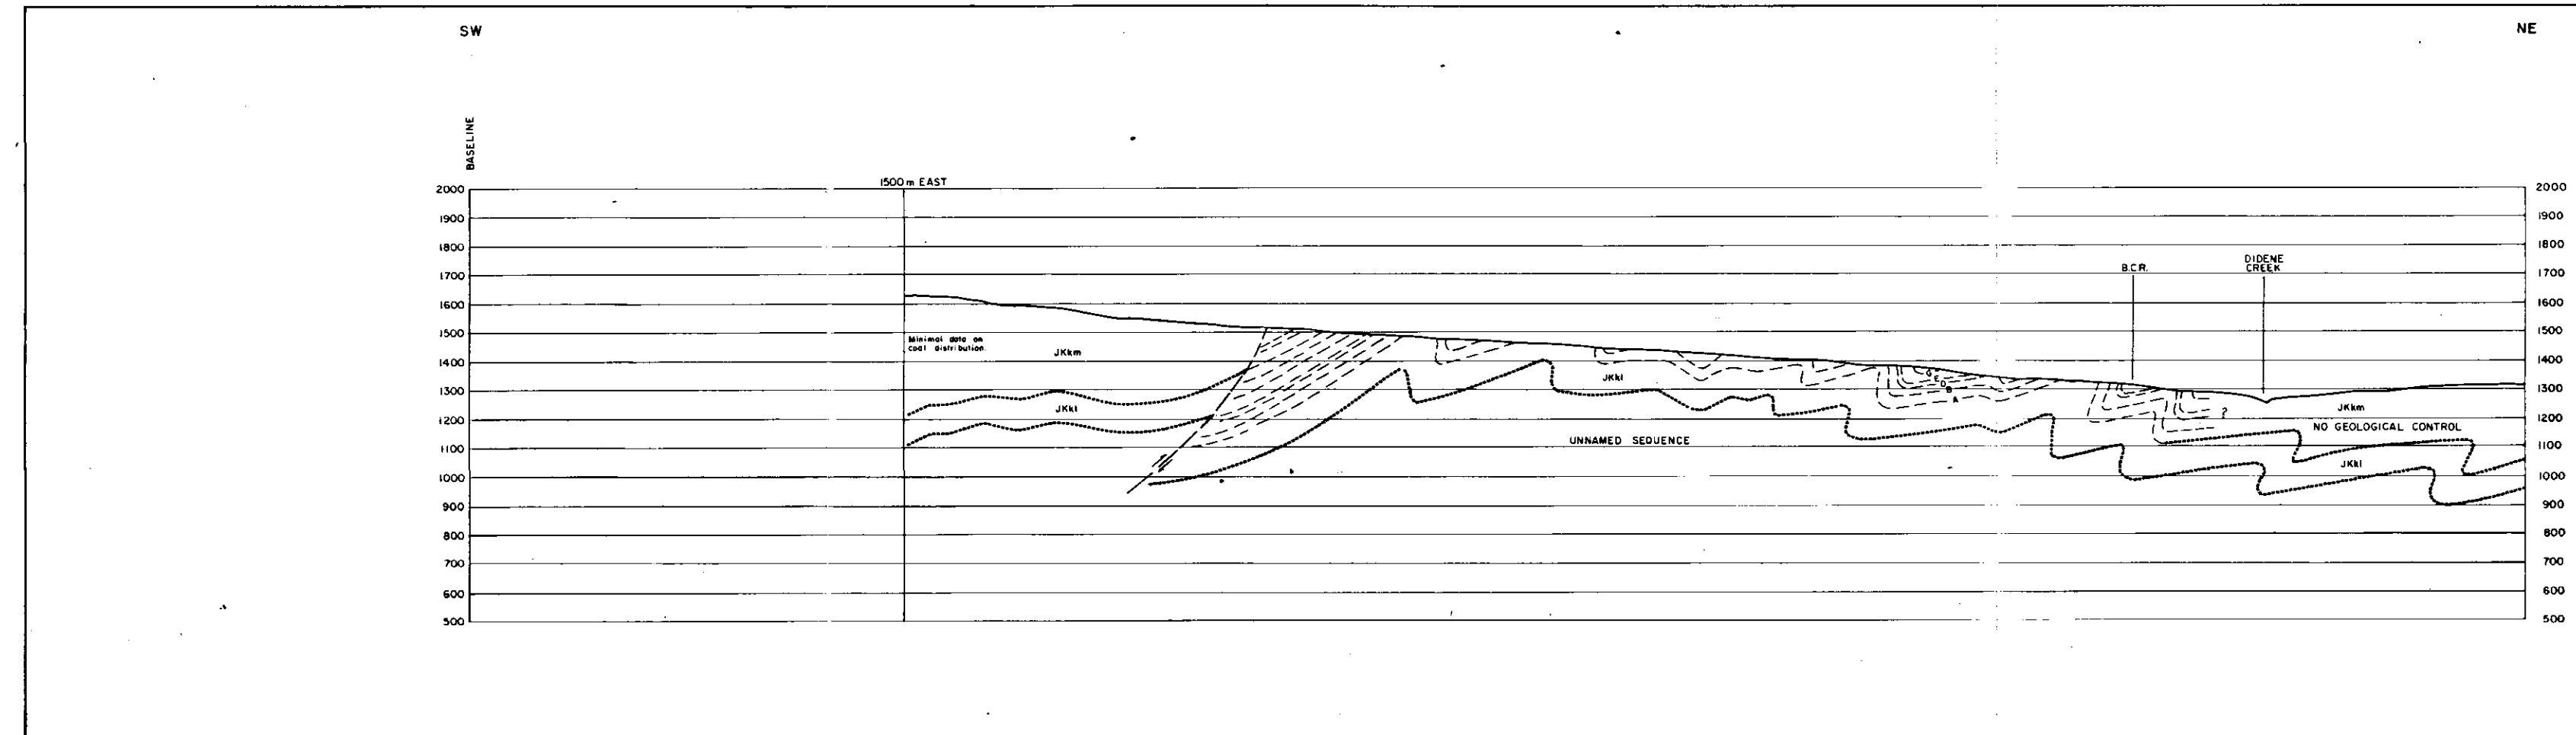 SW
NE
BASELINE
1500 m EAST
2000
1900
1800
1700
1600
1500
1400
1300
1200
1100
1000
900
800
700
600
500
Minimal data on
coal distribution.
JKkm
JKkl
JKkl
UNNAMED SEQUENCE
G
E
D
B
A
B.C.R.
DIDENE
CREEK
?
JKkm
NO GEOLOGICAL CONTROL
JKkl
2000
1900
1800
1700
1600
1500
1400
1300
1200
1100
1000
900
800
700
600
500